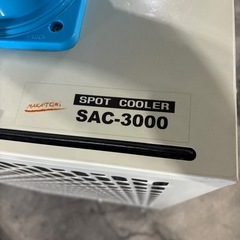 NAKATOMI
SPOT COOLER
SAC-3000